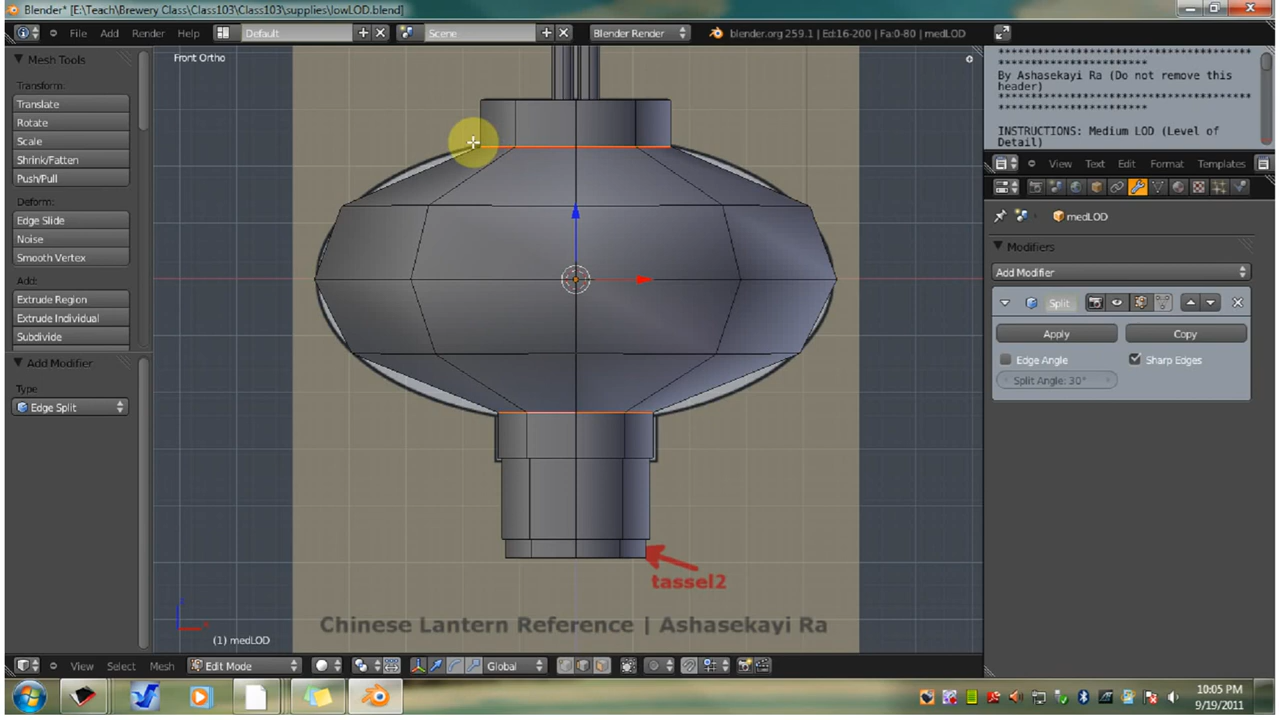 Blender* [E:\Teach\Brewery Class\Class103\Class103\supplies\lowLOD.blend]
File Add Render Help Default Scene Blender Render blender.org 259.1 | Ed:16-200 | Fa:0-80 | medLOD
Mesh Tools
Transform:
Translate
Rotate
Scale
Shrink/Fatten
Push/Pull
Deform:
Edge Slide
Noise
Smooth Vertex
Add:
Extrude Region
Extrude Individual
Subdivide
Add Modifier
Type
Edge Split
Front Ortho
tassel2
Chinese Lantern Reference | Ashasekayi Ra
(1) medLOD
View Select Mesh Edit Mode Global
By Ashasekayi Ra (Do not remove this
header)
INSTRUCTIONS: Medium LOD (Level of
Detail)
View Text Edit Format Templates
medLOD
Modifiers
Add Modifier
Split
Apply Copy
Edge Angle Sharp Edges
Split Angle: 30°
10:05 PM
9/19/2011